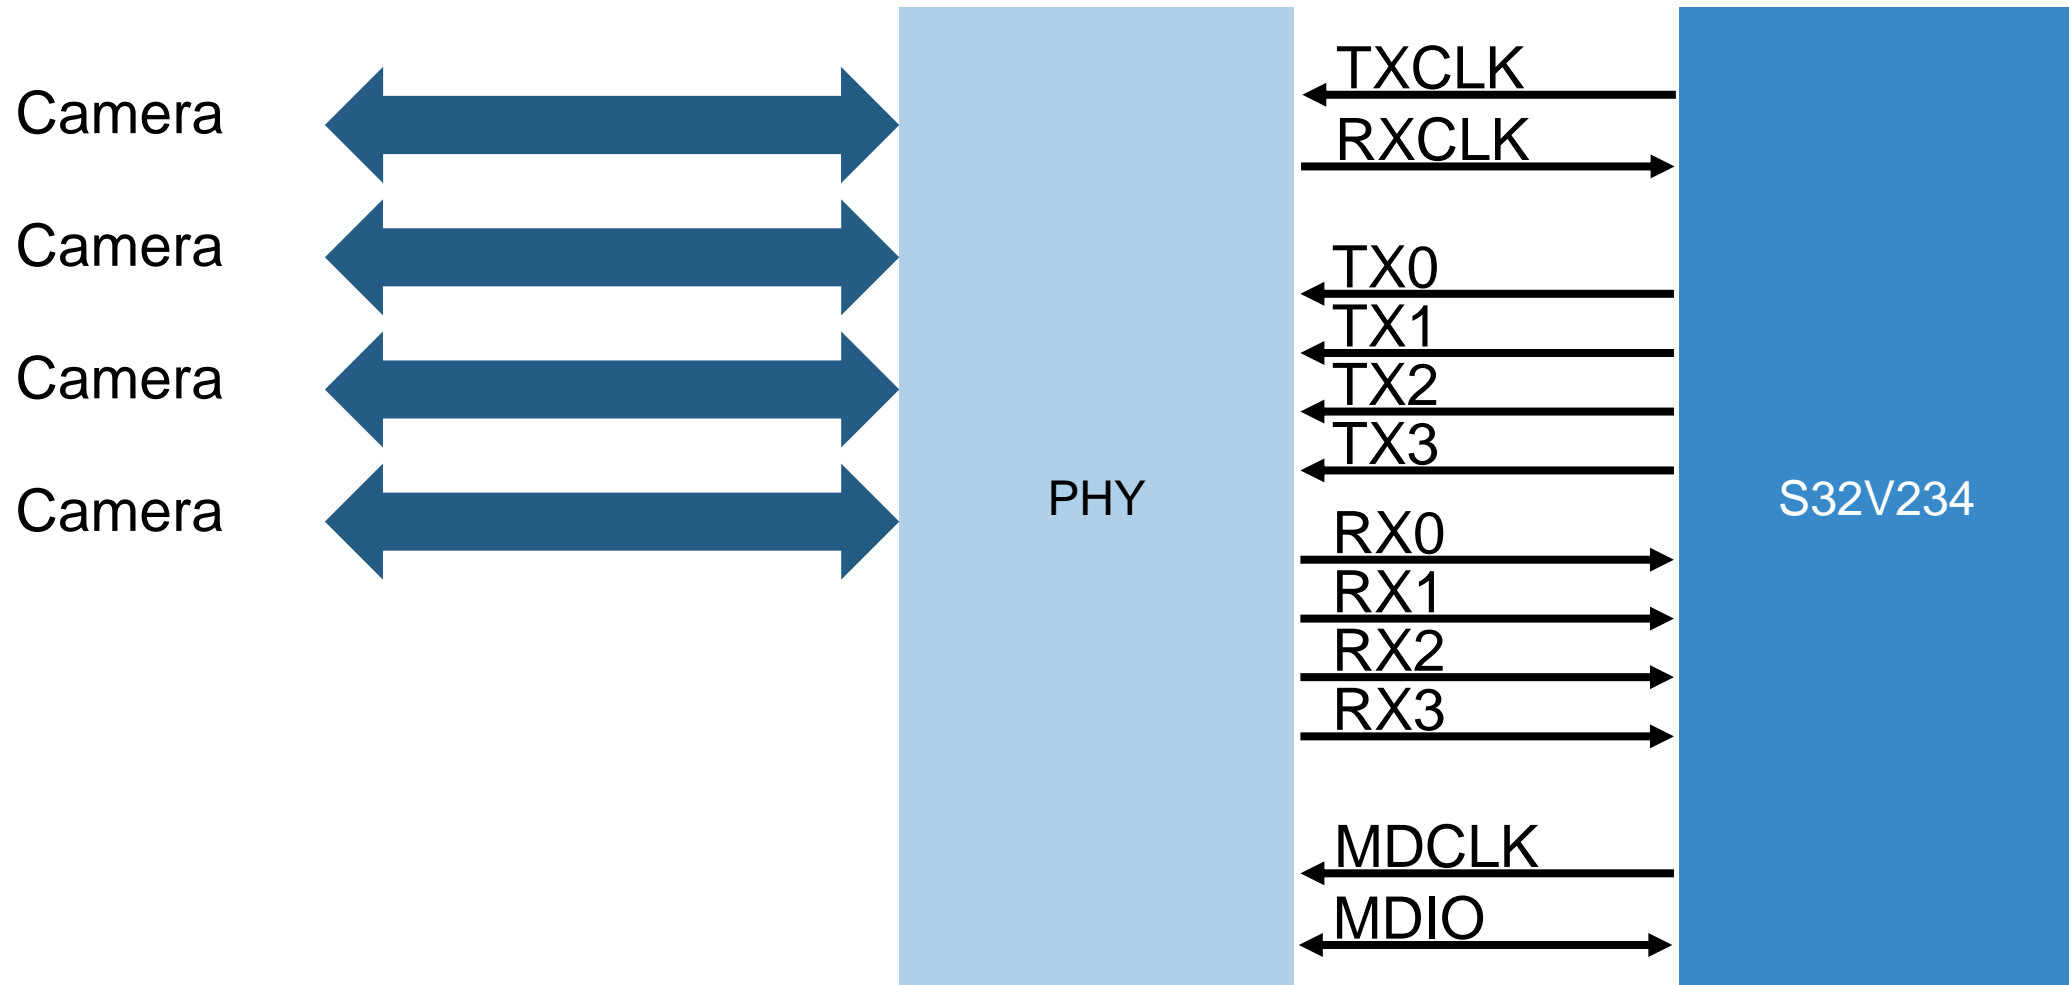 Camera
Camera
Camera
Camera
PHY
TXCLK
RXCLK
TX0
TX1
TX2
TX3
RX0
RX1
RX2
RX3
MDCLK
MDIO
S32V234